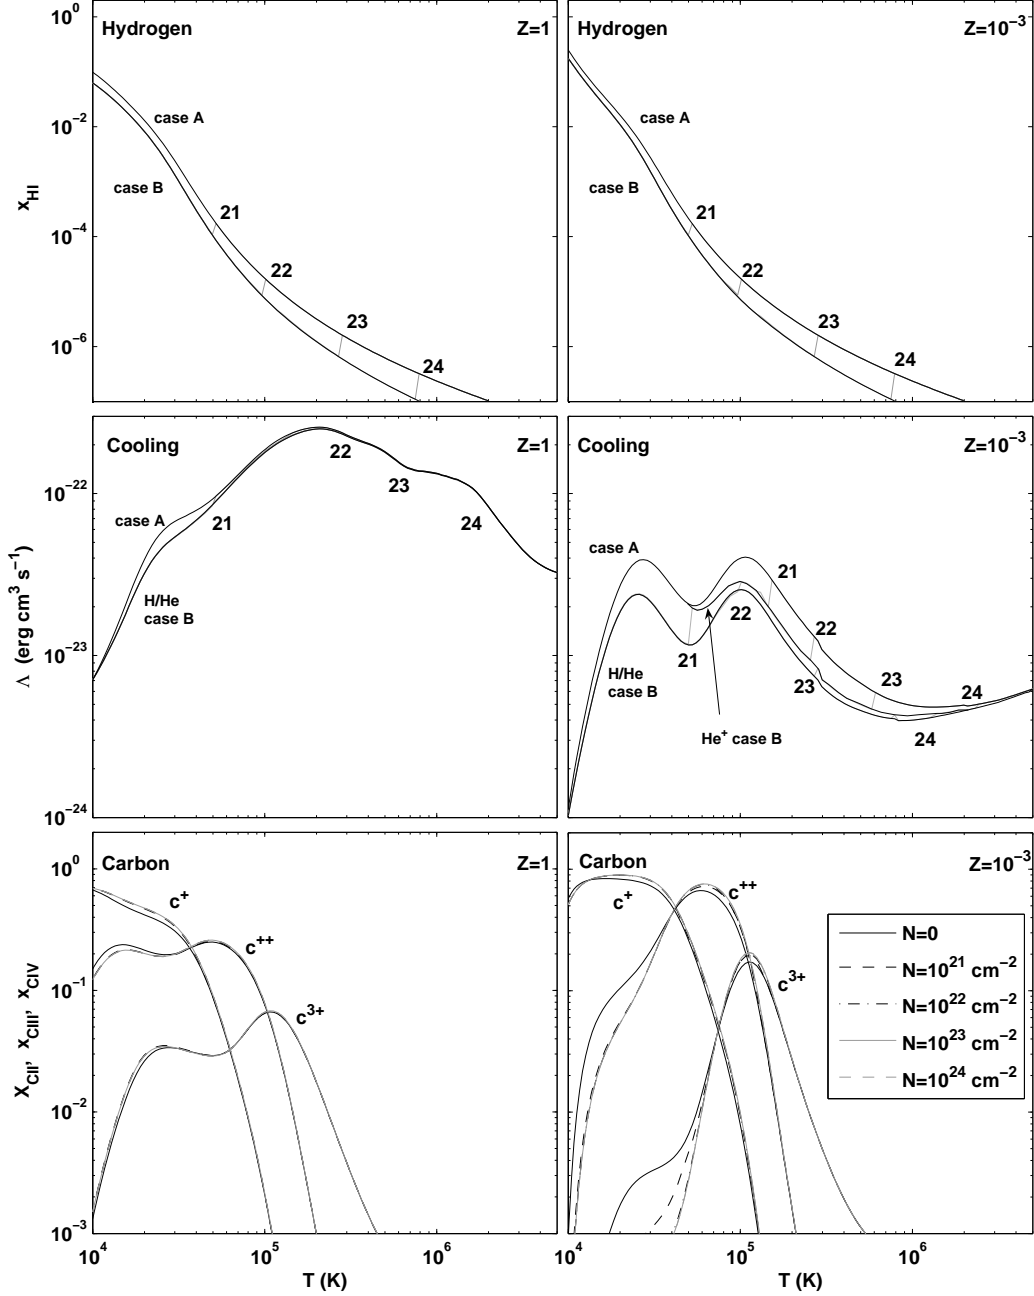 Hydrogen Z=1
10^0
10^−2
10^−4
10^−6
x_HI
case A
case B
21
22
23
24
Hydrogen Z=10^−3
case A
case B
21
22
23
24
Cooling Z=1
10^−22
10^−23
10^−24
Λ (erg cm^3 s^−1)
case A
H/He
case B
21
22
23
24
Cooling Z=10^−3
case A
H/He
case B
He^+ case B
21
22
23
24
21
22
23
24
Carbon Z=1
10^0
10^−1
10^−2
10^−3
x_CII, x_CIII, x_CIV
c^+
c^++
c^3+
10^4 10^5 10^6
T (K)
Carbon Z=10^−3
c^+
c^++
c^3+
N=0
N=10^21 cm^−2
N=10^22 cm^−2
N=10^23 cm^−2
N=10^24 cm^−2
10^4 10^5 10^6
T (K)